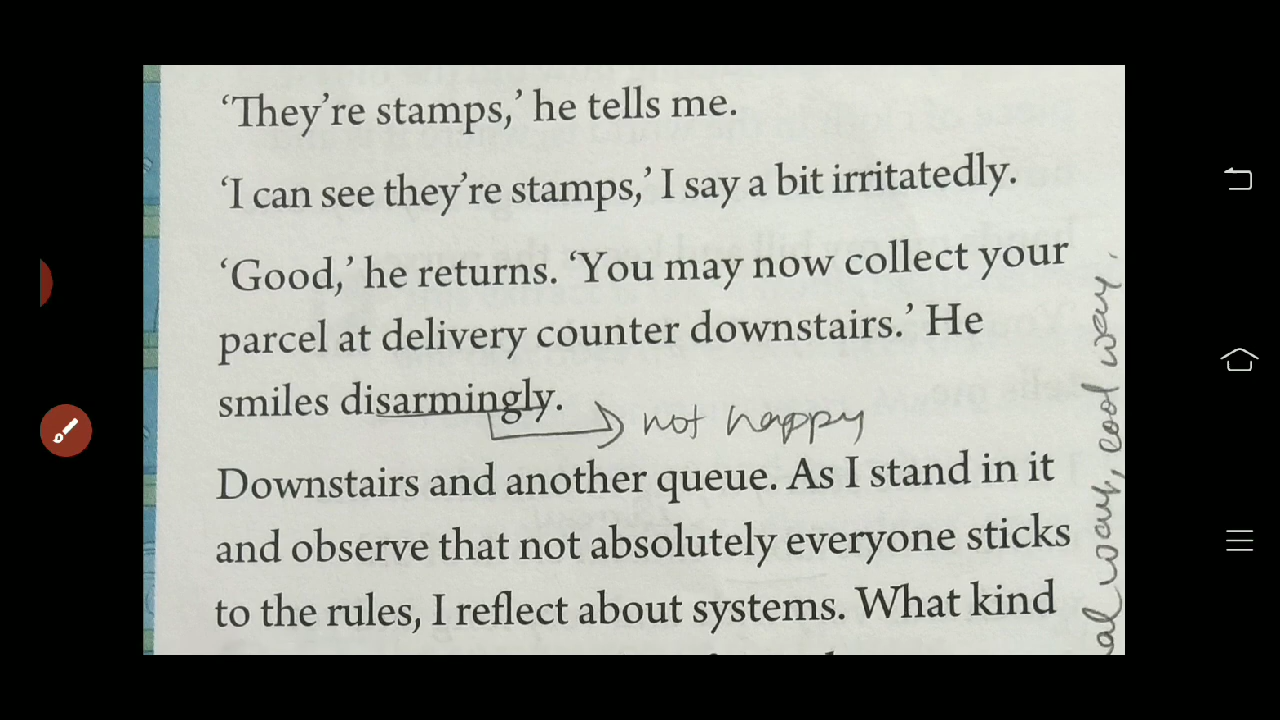 ‘They’re stamps,’ he tells me.
‘I can see they’re stamps,’ I say a bit irritatedly.
‘Good,’ he returns. ‘You may now collect your
parcel at delivery counter downstairs.’ He
smiles disarmingly.
not happy
Downstairs and another queue. As I stand in it
and observe that not absolutely everyone sticks
to the rules, I reflect about systems. What kind
way, cool way.